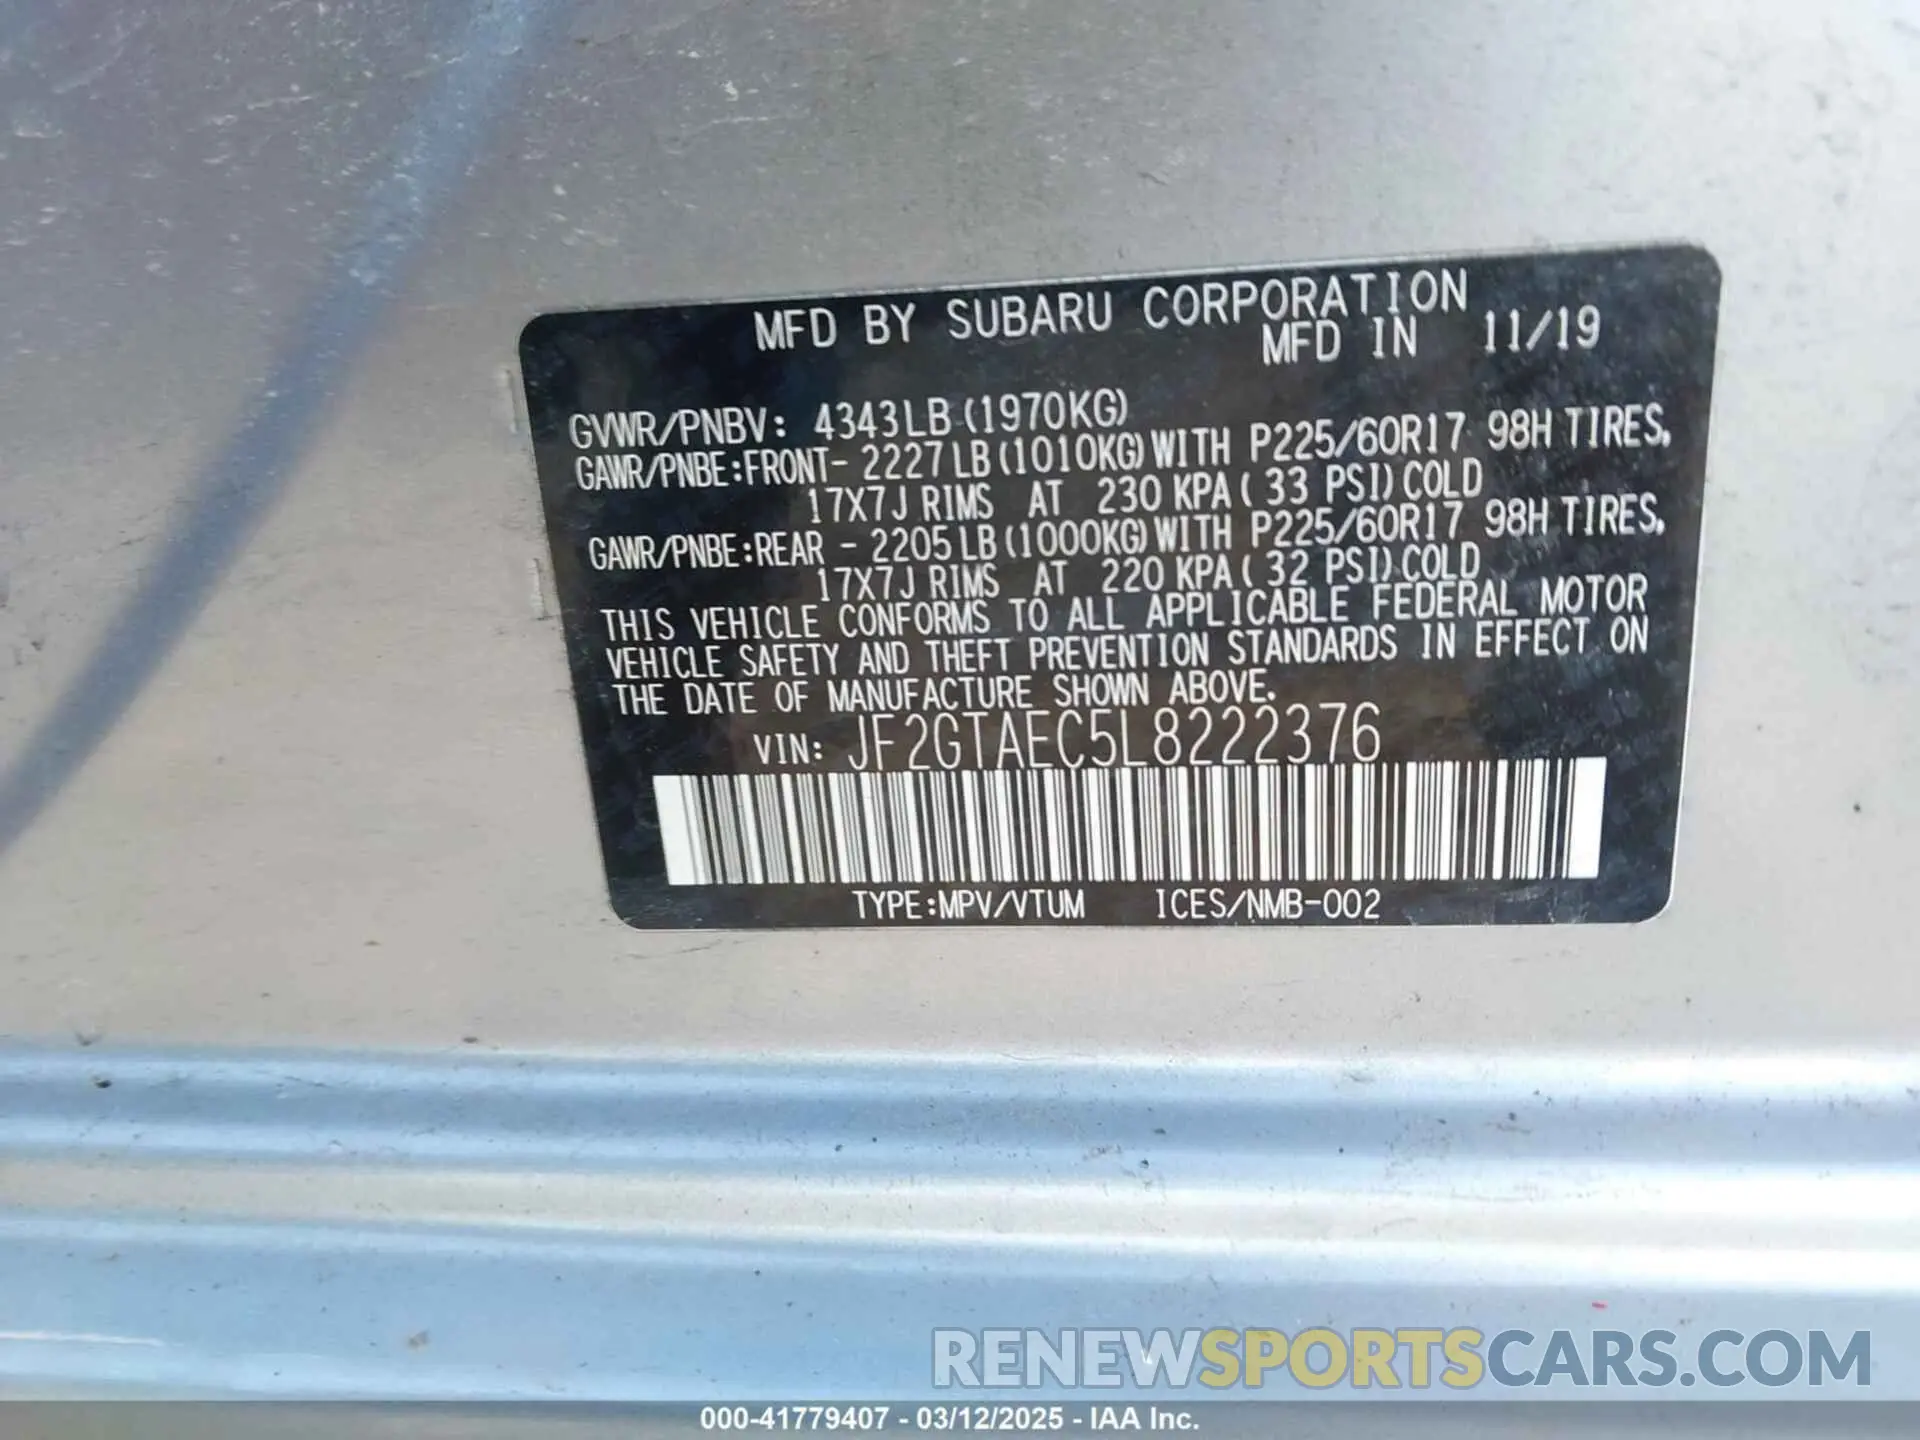 MFD BY SUBARU CORPORATION
MFD IN 11/19
GVWR/PNBV: 4343LB (1970KG)
GAWR/PNBE:FRONT- 2227LB (1010KG) WITH P225/60R17 98H TIRES,
17X7J RIMS AT 230 KPA ( 33 PSI) COLD
GAWR/PNBE:REAR - 2205LB (1000KG) WITH P225/60R17 98H TIRES,
17X7J RIMS AT 220 KPA ( 32 PSI) COLD
THIS VEHICLE CONFORMS TO ALL APPLICABLE FEDERAL MOTOR
VEHICLE SAFETY AND THEFT PREVENTION STANDARDS IN EFFECT ON
THE DATE OF MANUFACTURE SHOWN ABOVE.
VIN: JF2GTAEC5L8222376
TYPE:MPV/VTUM ICES/NMB-002
RENEWSPORTSCARS.COM
000-41779407 - 03/12/2025 - IAA Inc.